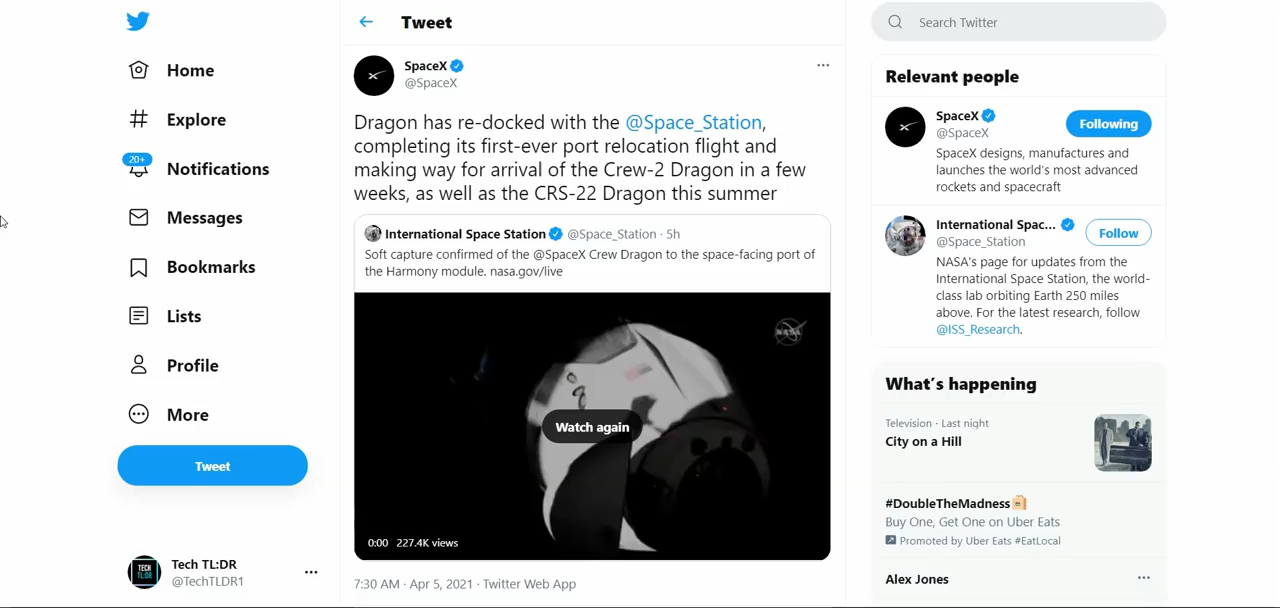 Home
Explore
20+
Notifications
Messages
Bookmarks
Lists
Profile
More
Tweet
Tech TL:DR
@TechTLDR1
TECH
TL;DR
Tweet
SpaceX
@SpaceX
Dragon has re-docked with the @Space_Station,
completing its first-ever port relocation flight and
making way for arrival of the Crew-2 Dragon in a few
weeks, as well as the CRS-22 Dragon this summer
International Space Station @Space_Station · 5h
Soft capture confirmed of the @SpaceX Crew Dragon to the space-facing port of
the Harmony module. nasa.gov/live
NASA
Watch again
0:00 227.4K views
7:30 AM · Apr 5, 2021 · Twitter Web App
Search Twitter
Relevant people
SpaceX
@SpaceX
Following
SpaceX designs, manufactures and
launches the world's most advanced
rockets and spacecraft
International Spac...
@Space_Station
Follow
NASA's page for updates from the
International Space Station, the world-
class lab orbiting Earth 250 miles
above. For the latest research, follow
@ISS_Research.
What's happening
Television · Last night
City on a Hill
#DoubleTheMadness
Buy One, Get One on Uber Eats
Promoted by Uber Eats #EatLocal
Alex Jones